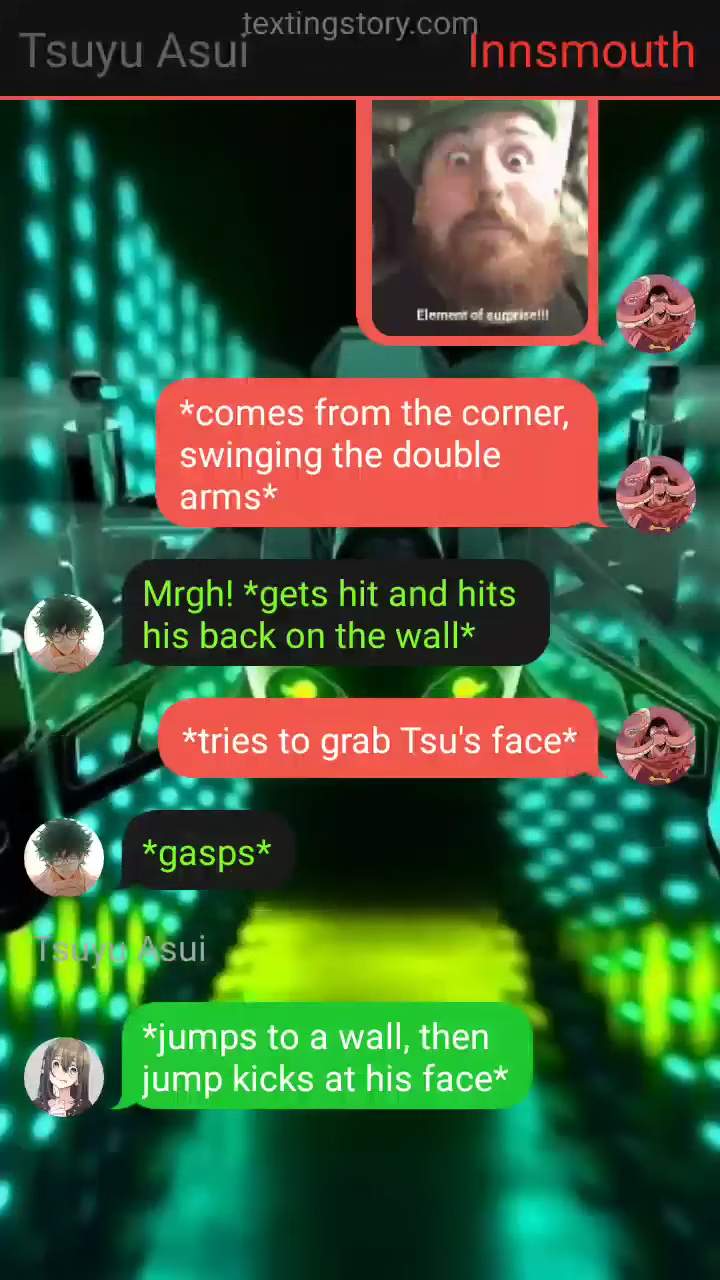 textingstory.com
Tsuyu Asui
Innsmouth
Element of surprise!!!
*comes from the corner,
swinging the double
arms*
Mrgh! *gets hit and hits
his back on the wall*
*tries to grab Tsu's face*
*gasps*
Tsuyu Asui
*jumps to a wall, then
jump kicks at his face*